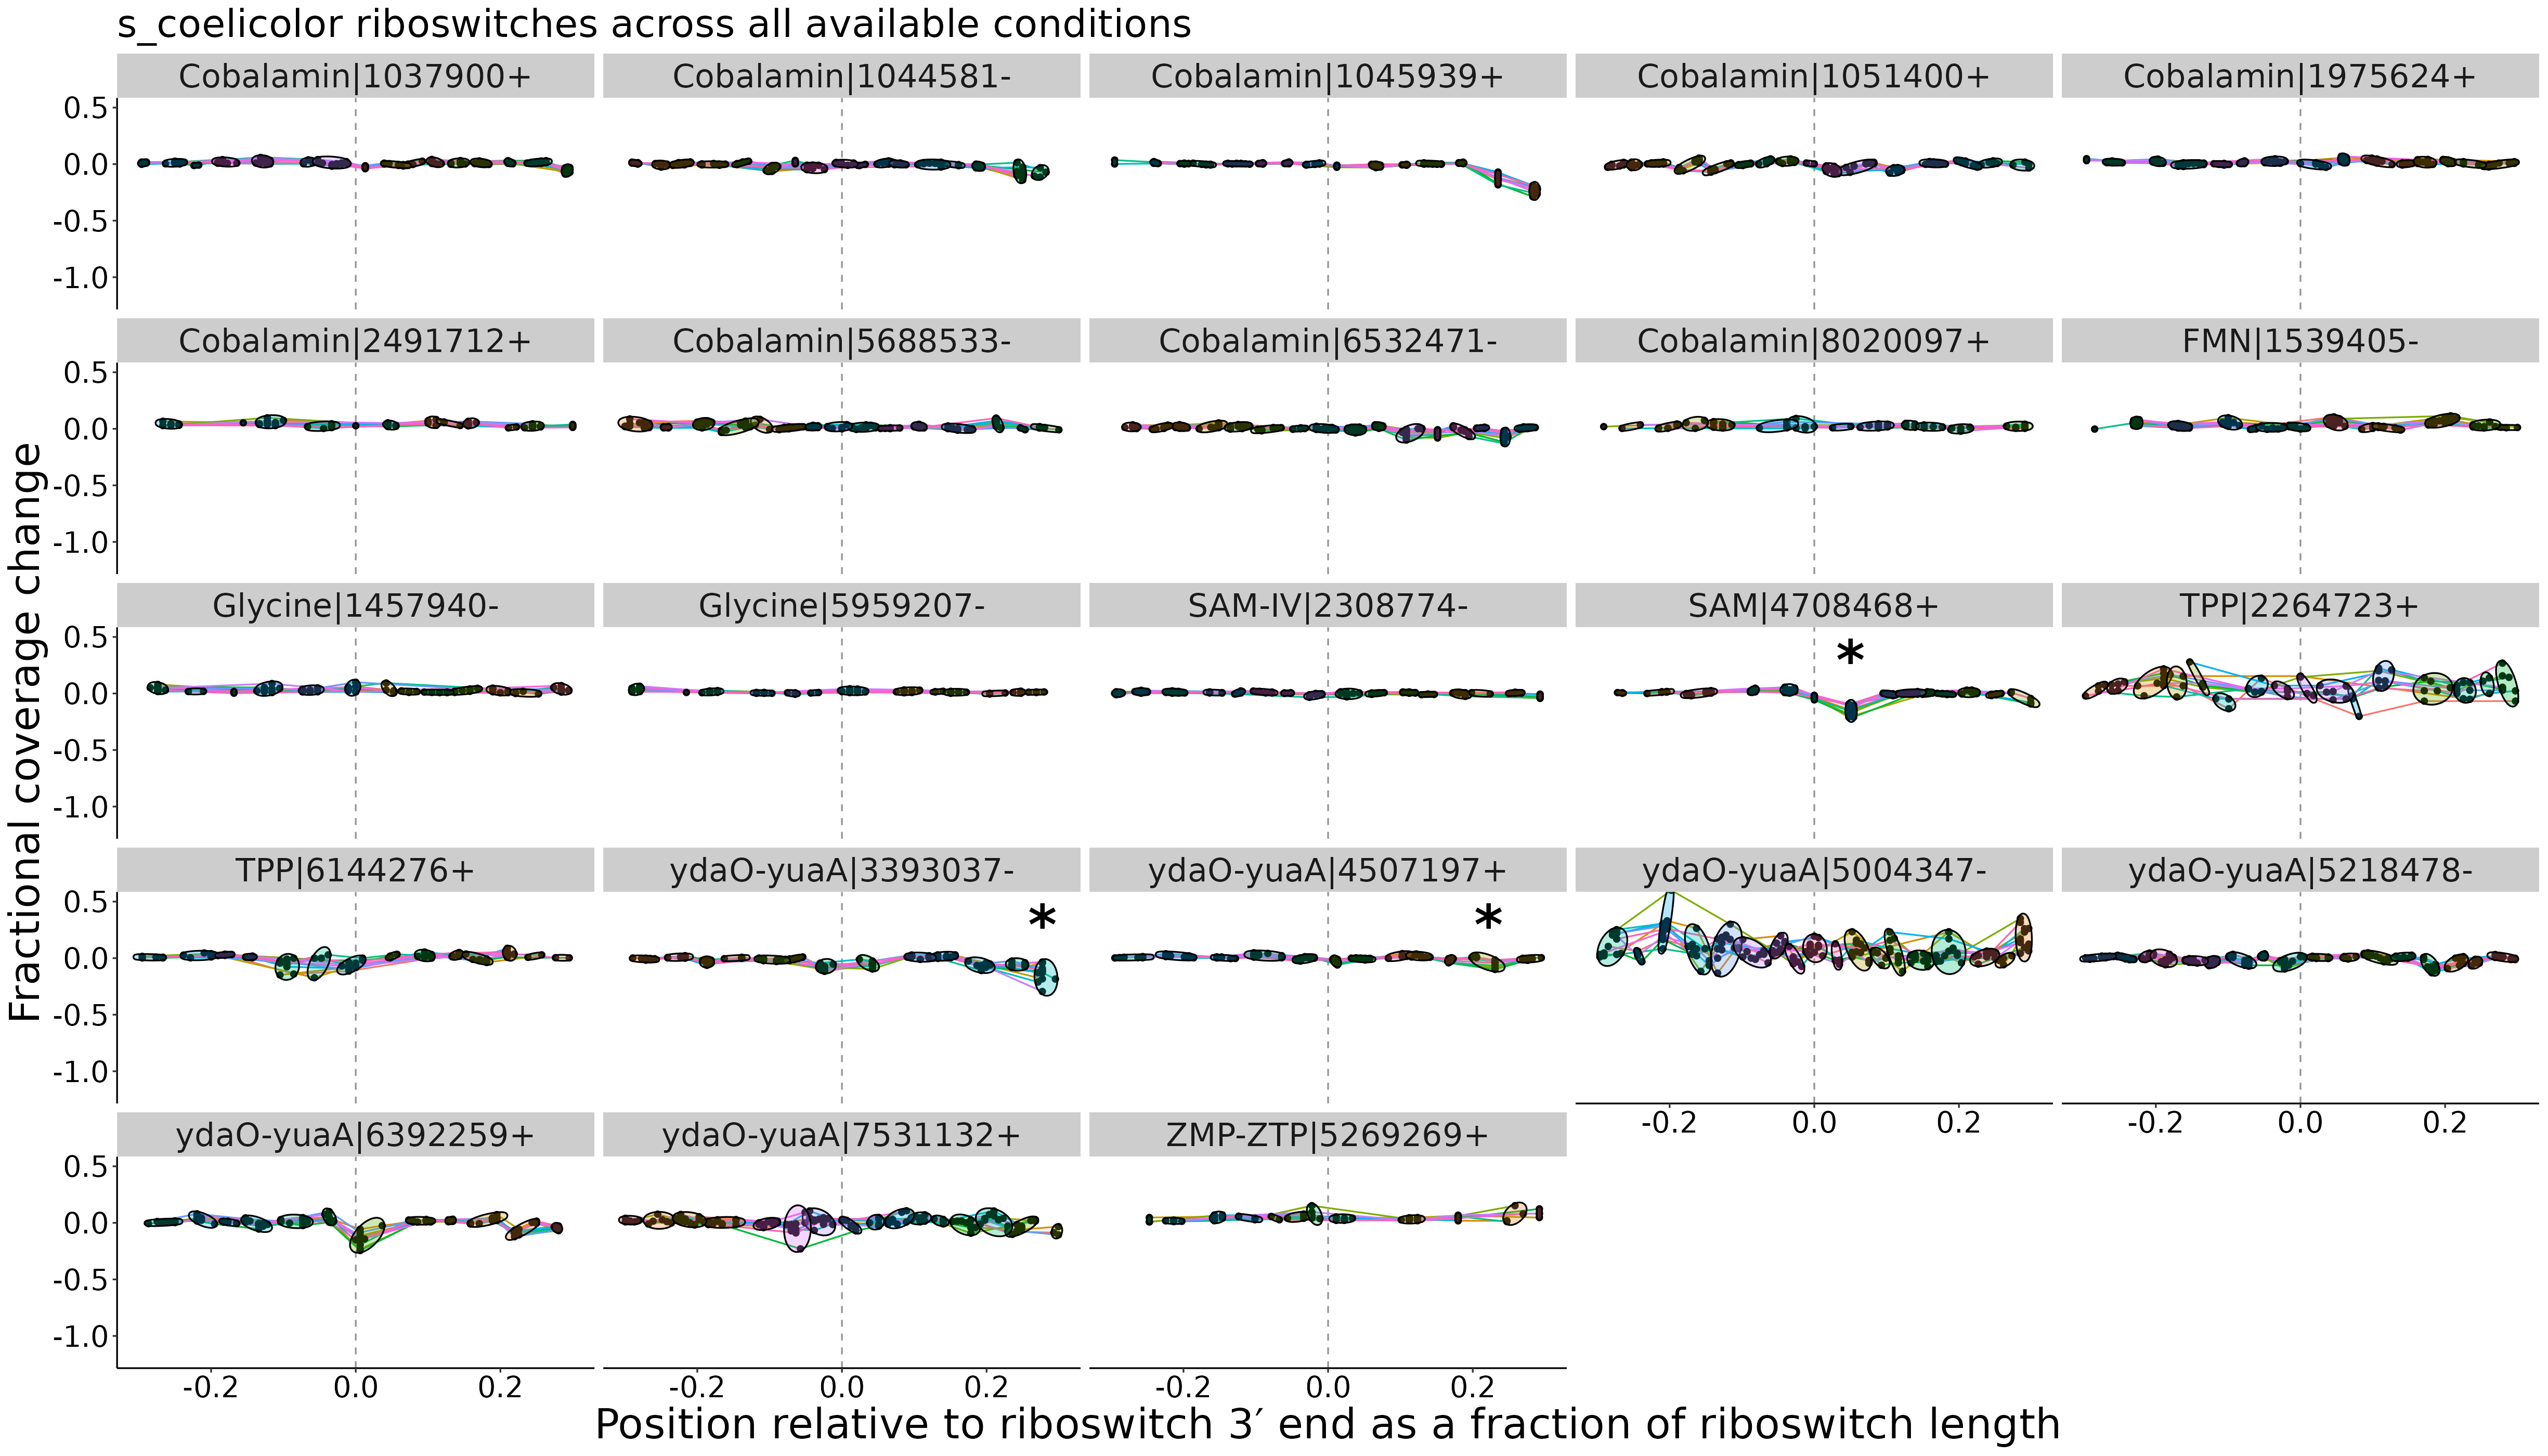 s_coelicolor riboswitches across all available conditions
Cobalamin|1037900+
Cobalamin|1044581-
Cobalamin|1045939+
Cobalamin|1051400+
Cobalamin|1975624+
0.5
0.0
-0.5
-1.0
Cobalamin|2491712+
Cobalamin|5688533-
Cobalamin|6532471-
Cobalamin|8020097+
FMN|1539405-
0.5
0.0
-0.5
-1.0
Glycine|1457940-
Glycine|5959207-
SAM-IV|2308774-
SAM|4708468+
TPP|2264723+
0.5
0.0
-0.5
-1.0
*
TPP|6144276+
ydaO-yuaA|3393037-
ydaO-yuaA|4507197+
ydaO-yuaA|5004347-
ydaO-yuaA|5218478-
0.5
0.0
-0.5
-1.0
*
*
-0.2 0.0 0.2
-0.2 0.0 0.2
ydaO-yuaA|6392259+
ydaO-yuaA|7531132+
ZMP-ZTP|5269269+
0.5
0.0
-0.5
-1.0
-0.2 0.0 0.2
-0.2 0.0 0.2
-0.2 0.0 0.2
Position relative to riboswitch 3′ end as a fraction of riboswitch length
Fractional coverage change